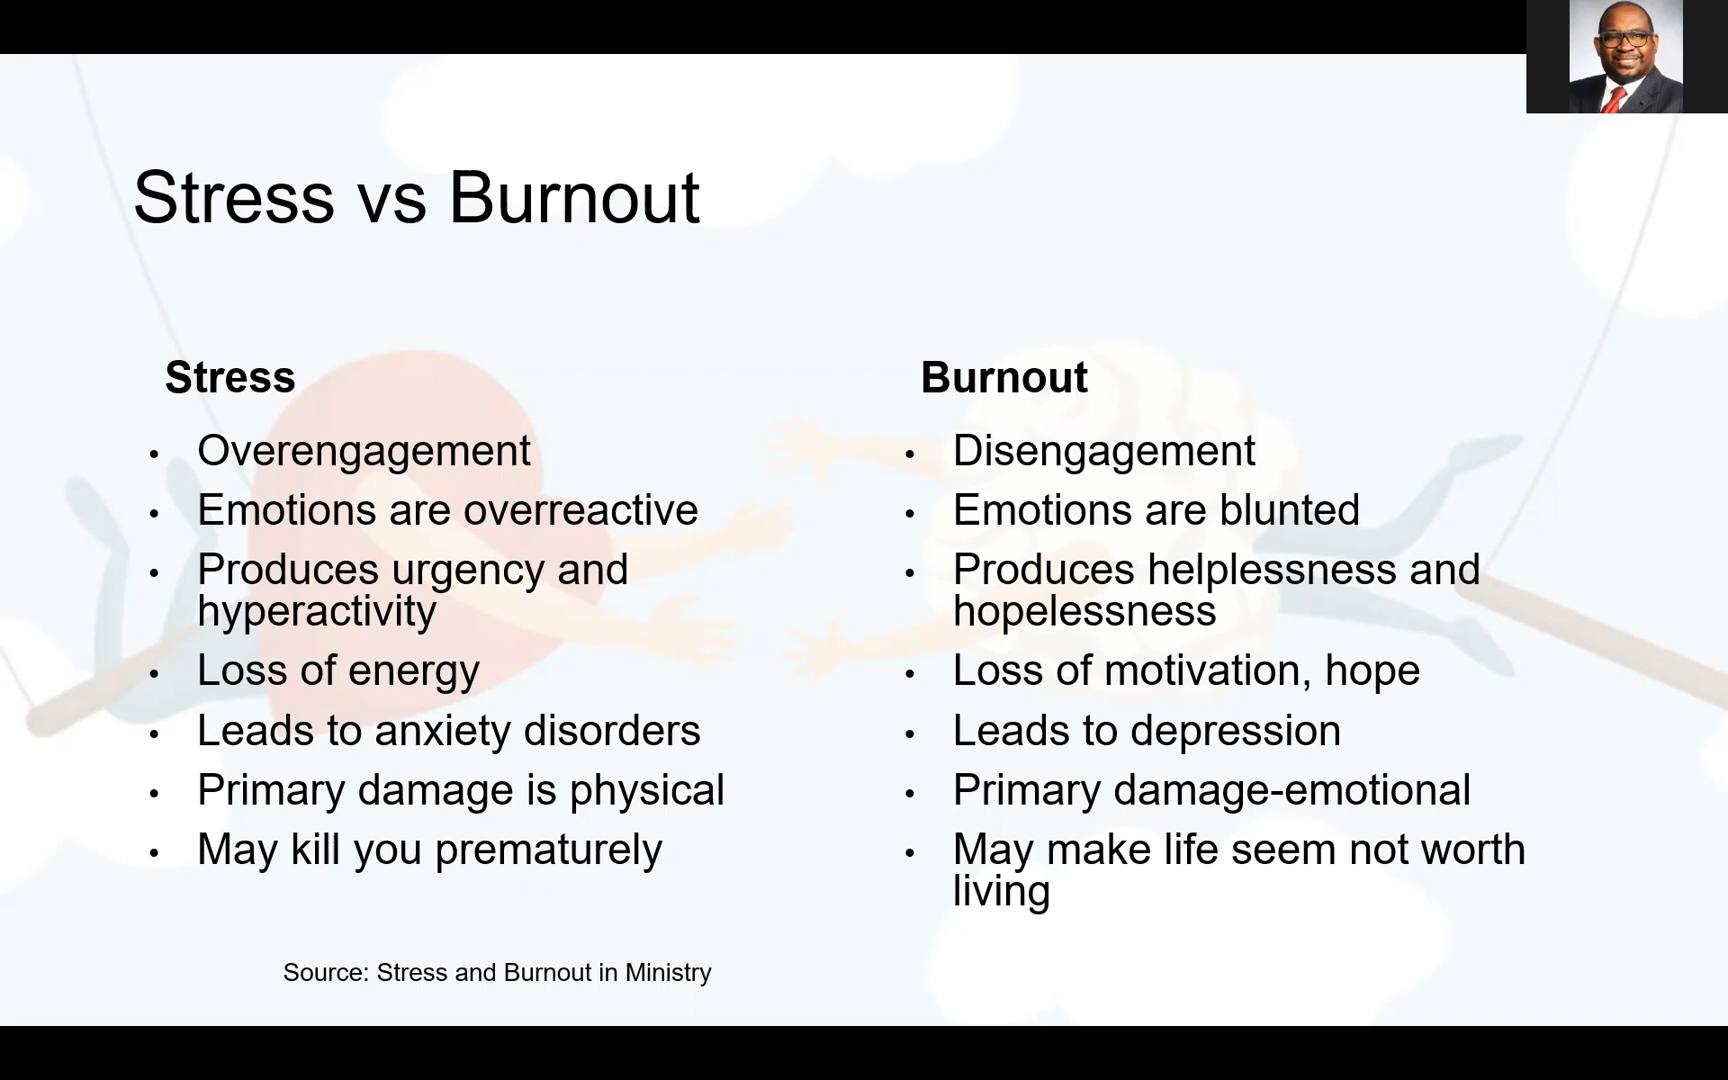 Stress vs Burnout
Stress
• Overengagement
• Emotions are overreactive
• Produces urgency and
hyperactivity
• Loss of energy
• Leads to anxiety disorders
• Primary damage is physical
• May kill you prematurely
Burnout
• Disengagement
• Emotions are blunted
• Produces helplessness and
hopelessness
• Loss of motivation, hope
• Leads to depression
• Primary damage-emotional
• May make life seem not worth
living
Source: Stress and Burnout in Ministry